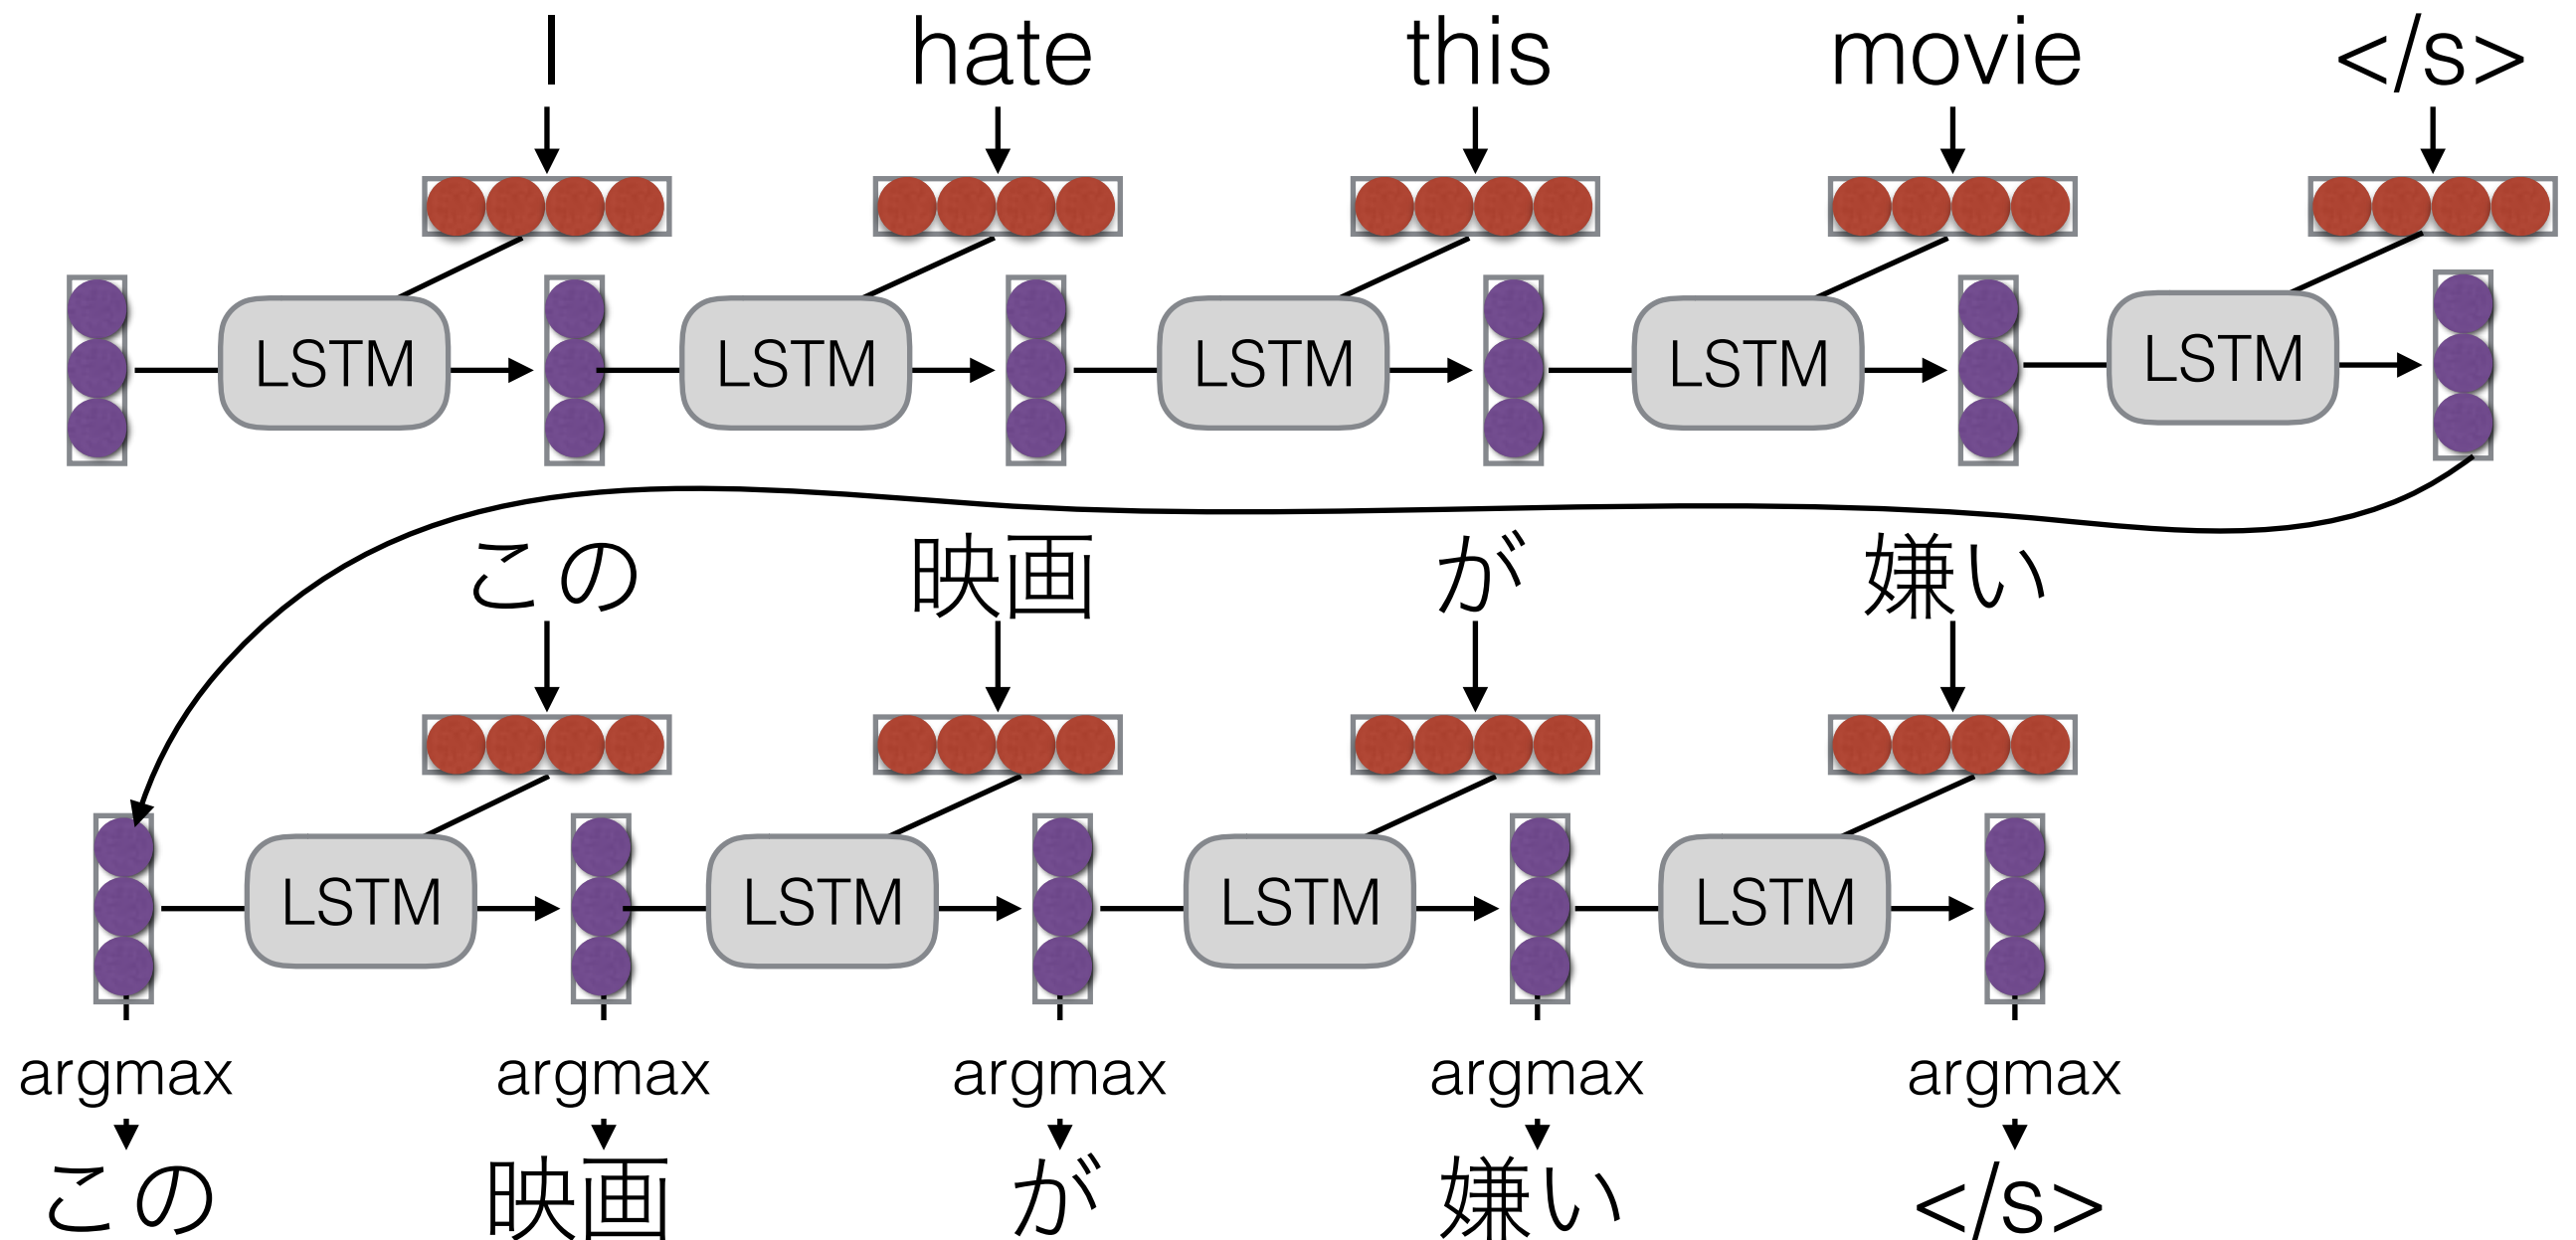 I hate this movie </s>
LSTM LSTM LSTM LSTM LSTM
この 映画 が 嫌い
LSTM LSTM LSTM LSTM
argmax argmax argmax argmax argmax
この 映画 が 嫌い </s>